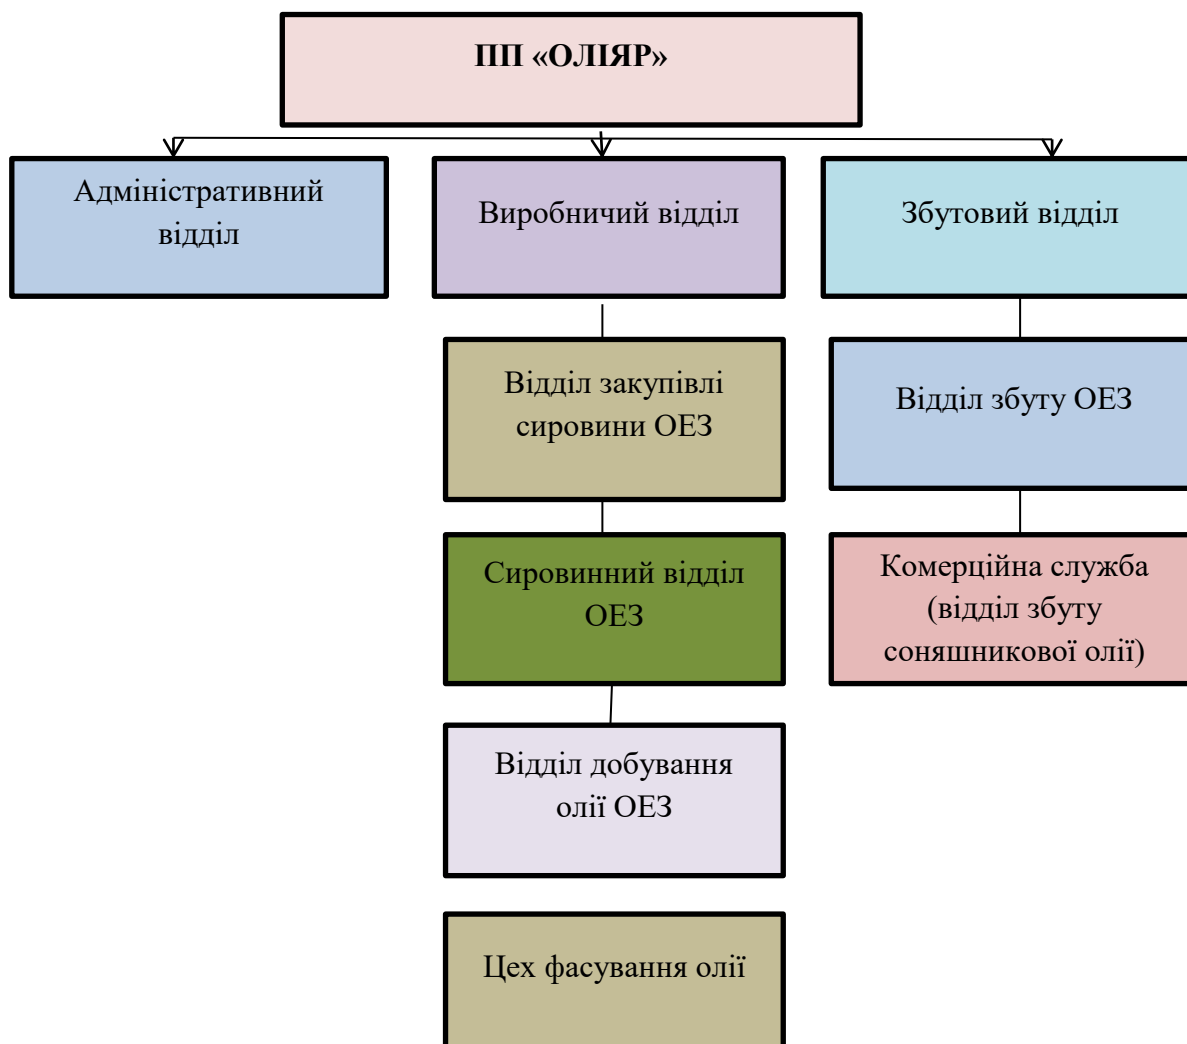 ПП «ОЛІЯР»
Адміністративний
відділ
Виробничий відділ
Збутовий відділ
Відділ закупівлі
сировини ОЕЗ
Відділ збуту ОЕЗ
Сировинний відділ
ОЕЗ
Комерційна служба
(відділ збуту
соняшникової олії)
Відділ добування
олії ОЕЗ
Цех фасування олії